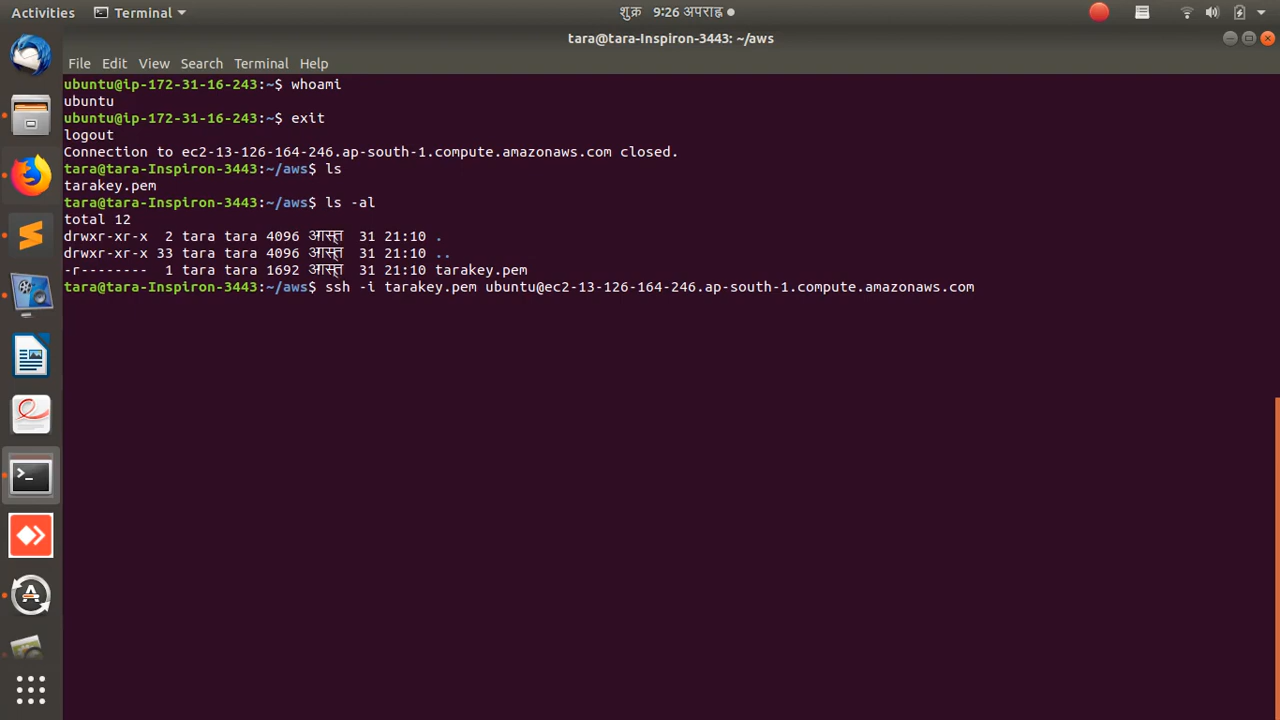 Activities Terminal शुक्र 9:26 अपराह्न
tara@tara-Inspiron-3443: ~/aws
File Edit View Search Terminal Help
ubuntu@ip-172-31-16-243:~$ whoami
ubuntu
ubuntu@ip-172-31-16-243:~$ exit
logout
Connection to ec2-13-126-164-246.ap-south-1.compute.amazonaws.com closed.
tara@tara-Inspiron-3443:~/aws$ ls
tarakey.pem
tara@tara-Inspiron-3443:~/aws$ ls -al
total 12
drwxr-xr-x 2 tara tara 4096 अगस्त 31 21:10 .
drwxr-xr-x 33 tara tara 4096 अगस्त 31 21:10 ..
-r-------- 1 tara tara 1692 अगस्त 31 21:10 tarakey.pem
tara@tara-Inspiron-3443:~/aws$ ssh -i tarakey.pem ubuntu@ec2-13-126-164-246.ap-south-1.compute.amazonaws.com